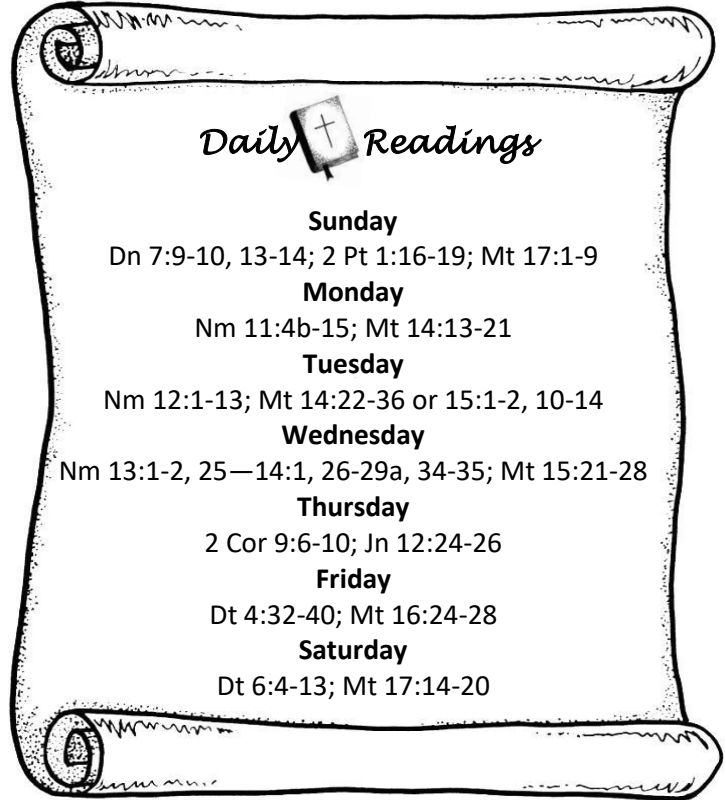 Daily Readings
Sunday
Dn 7:9-10, 13-14; 2 Pt 1:16-19; Mt 17:1-9
Monday
Nm 11:4b-15; Mt 14:13-21
Tuesday
Nm 12:1-13; Mt 14:22-36 or 15:1-2, 10-14
Wednesday
Nm 13:1-2, 25—14:1, 26-29a, 34-35; Mt 15:21-28
Thursday
2 Cor 9:6-10; Jn 12:24-26
Friday
Dt 4:32-40; Mt 16:24-28
Saturday
Dt 6:4-13; Mt 17:14-20